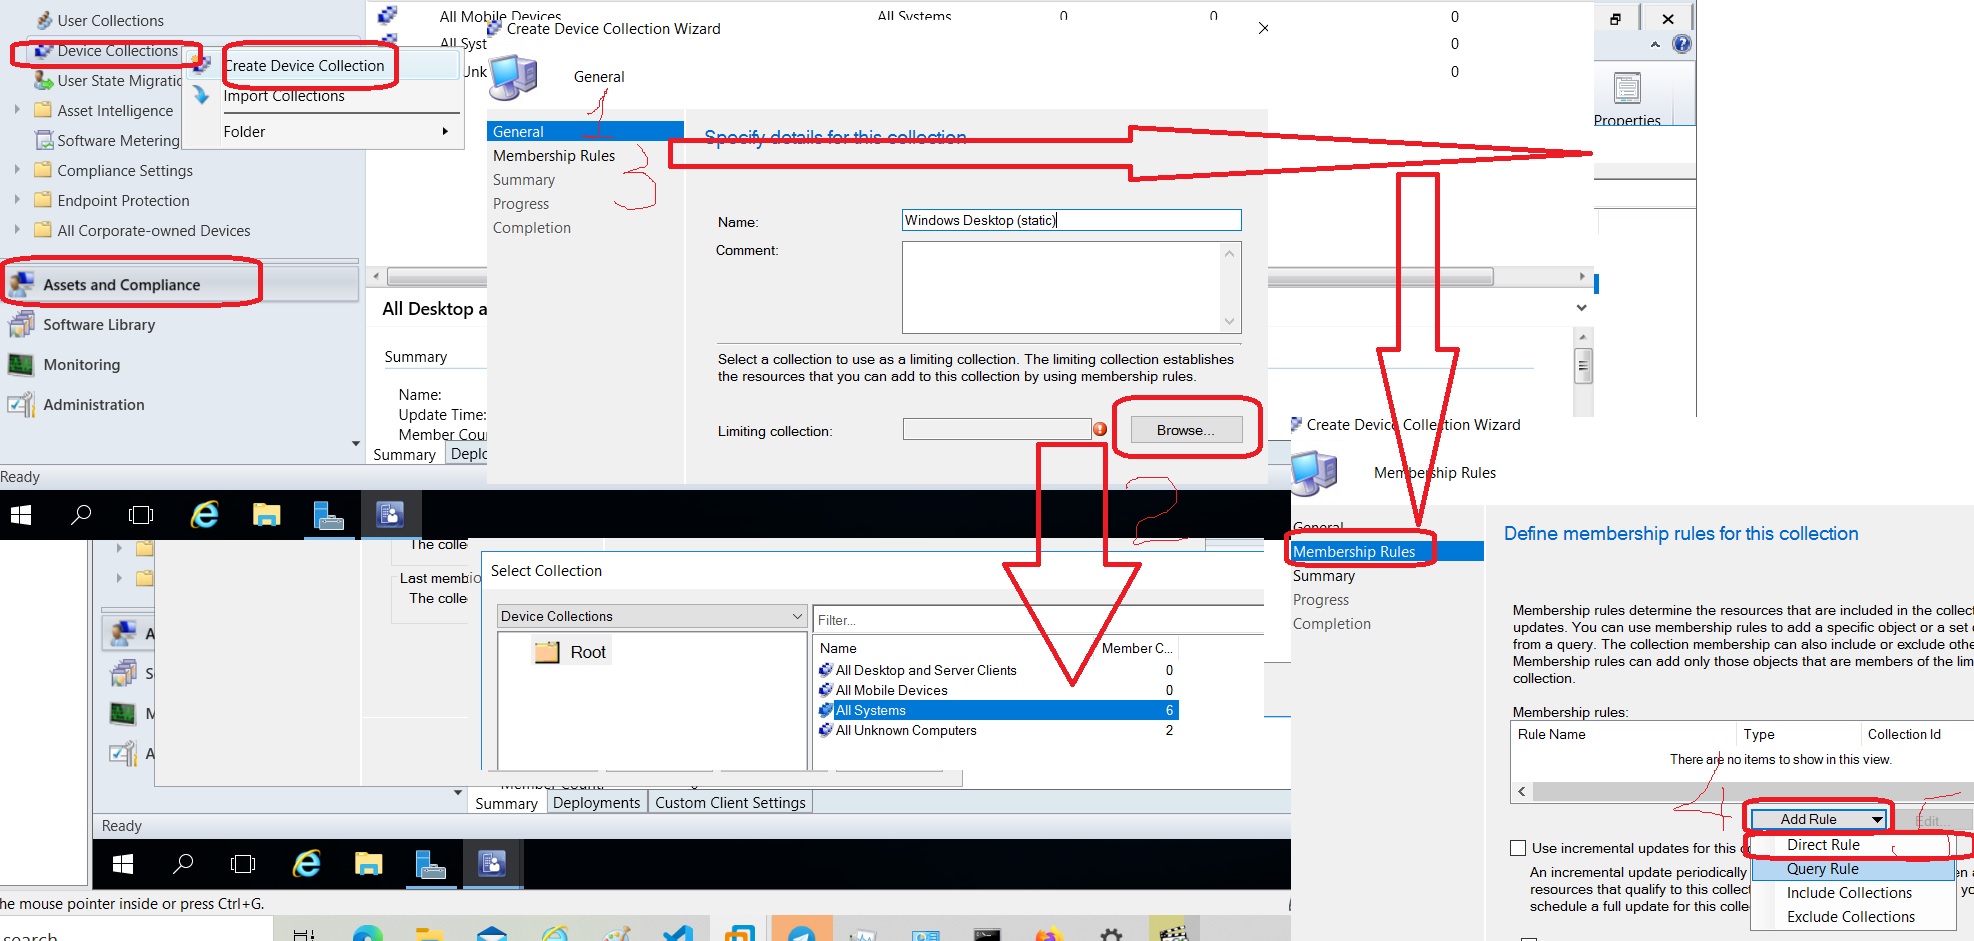 User Collections
Device Collections
User State Migratio
Asset Intelligence
Software Metering
Compliance Settings
Endpoint Protection
All Corporate-owned Devices
Assets and Compliance
Software Library
Monitoring
Administration
Ready
Create Device Collection
Import Collections
Folder
All Mobile Devices
All Systems
0
0
0
All Syst
0
Unk
0
Properties
All Desktop a
Summary
Name:
Update Time:
Member Cou
Summary
Deplo
Create Device Collection Wizard
General
1
General
Membership Rules
Summary
Progress
Completion
3
Specify details for this collection
Name:
Windows Desktop (static)
Comment:
Select a collection to use as a limiting collection. The limiting collection establishes
the resources that you can add to this collection by using membership rules.
Limiting collection:
Browse...
2
The colle
Last membio
The colle
Select Collection
Device Collections
Filter...
Root
Name
Member C...
All Desktop and Server Clients
0
All Mobile Devices
0
All Systems
6
All Unknown Computers
2
A
S
M
A
Member Count:
0
Summary
Deployments
Custom Client Settings
Ready
he mouse pointer inside or press Ctrl+G.
search
Create Device Collection Wizard
Membership Rules
General
Membership Rules
Summary
Progress
Completion
Define membership rules for this collection
Membership rules determine the resources that are included in the collect
updates. You can use membership rules to add a specific object or a set
from a query. The collection membership can also include or exclude othe
Membership rules can add only those objects that are members of the lim
collection.
Membership rules:
Rule Name
Type
Collection Id
There are no items to show in this view.
4
5
Add Rule
Edit...
Direct Rule
Query Rule
Include Collections
Exclude Collections
Use incremental updates for this co
An incremental update periodically
resources that qualify to this collect
schedule a full update for this colle